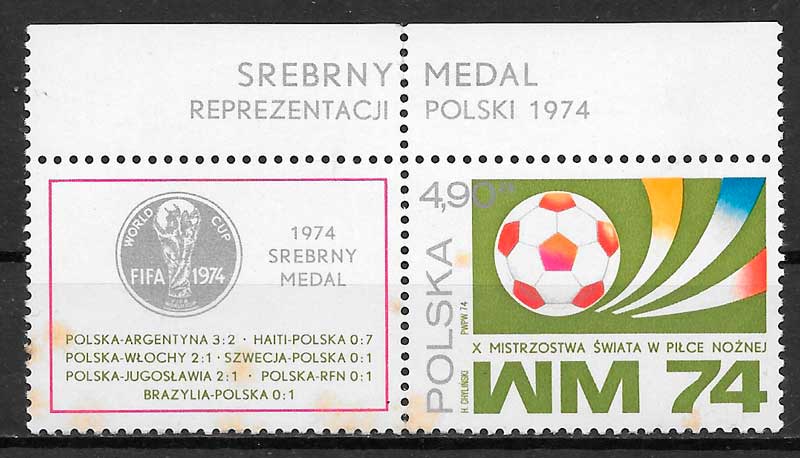 SREBRNY MEDAL
REPREZENTACJI POLSKI 1974
WORLD CUP
FIFA 1974
1974
SREBRNY
MEDAL
POLSKA-ARGENTYNA 3:2 · HAITI-POLSKA 0:7
POLSKA-WŁOCHY 2:1 · SZWECJA-POLSKA 0:1
POLSKA-JUGOSŁAWIA 2:1 · POLSKA-RFN 0:1
BRAZYLIA-POLSKA 0:1
4,90 zł
POLSKA
PWPW 74
H. CHYLIŃSKI
X MISTRZOSTWA ŚWIATA W PIŁCE NOŻNEJ
WM 74